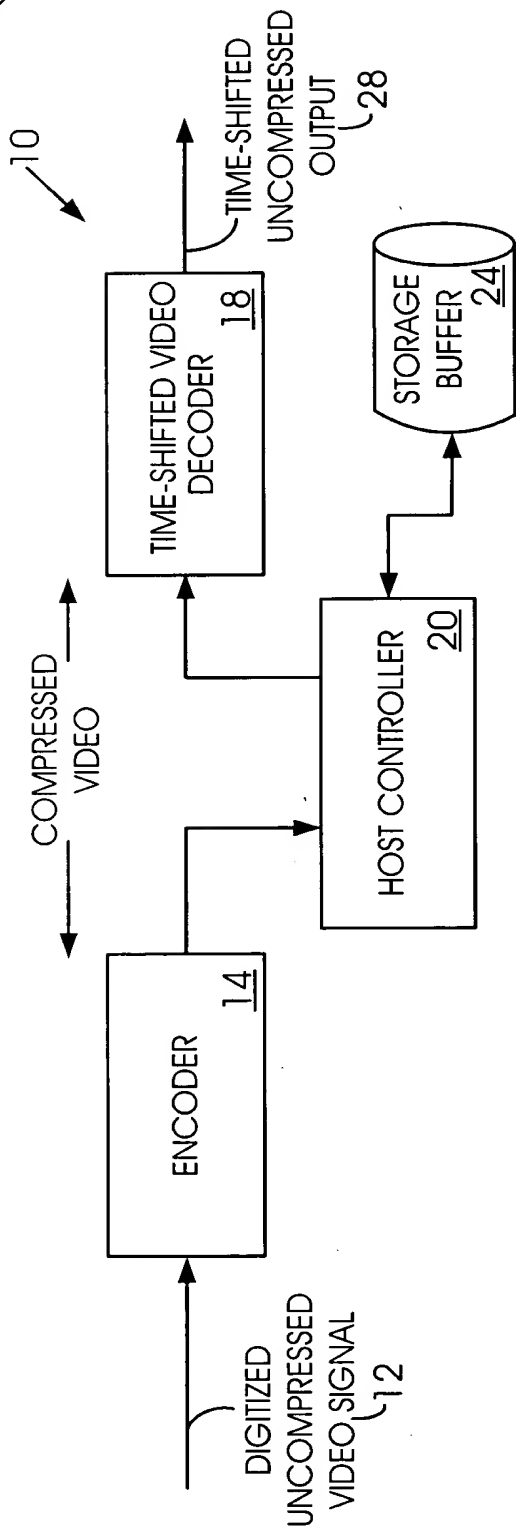 10
COMPRESSED
VIDEO
DIGITIZED
UNCOMPRESSED
VIDEO SIGNAL
12
ENCODER
14
HOST CONTROLLER
20
STORAGE
BUFFER
24
TIME-SHIFTED VIDEO
DECODER
18
TIME-SHIFTED
UNCOMPRESSED
OUTPUT
28